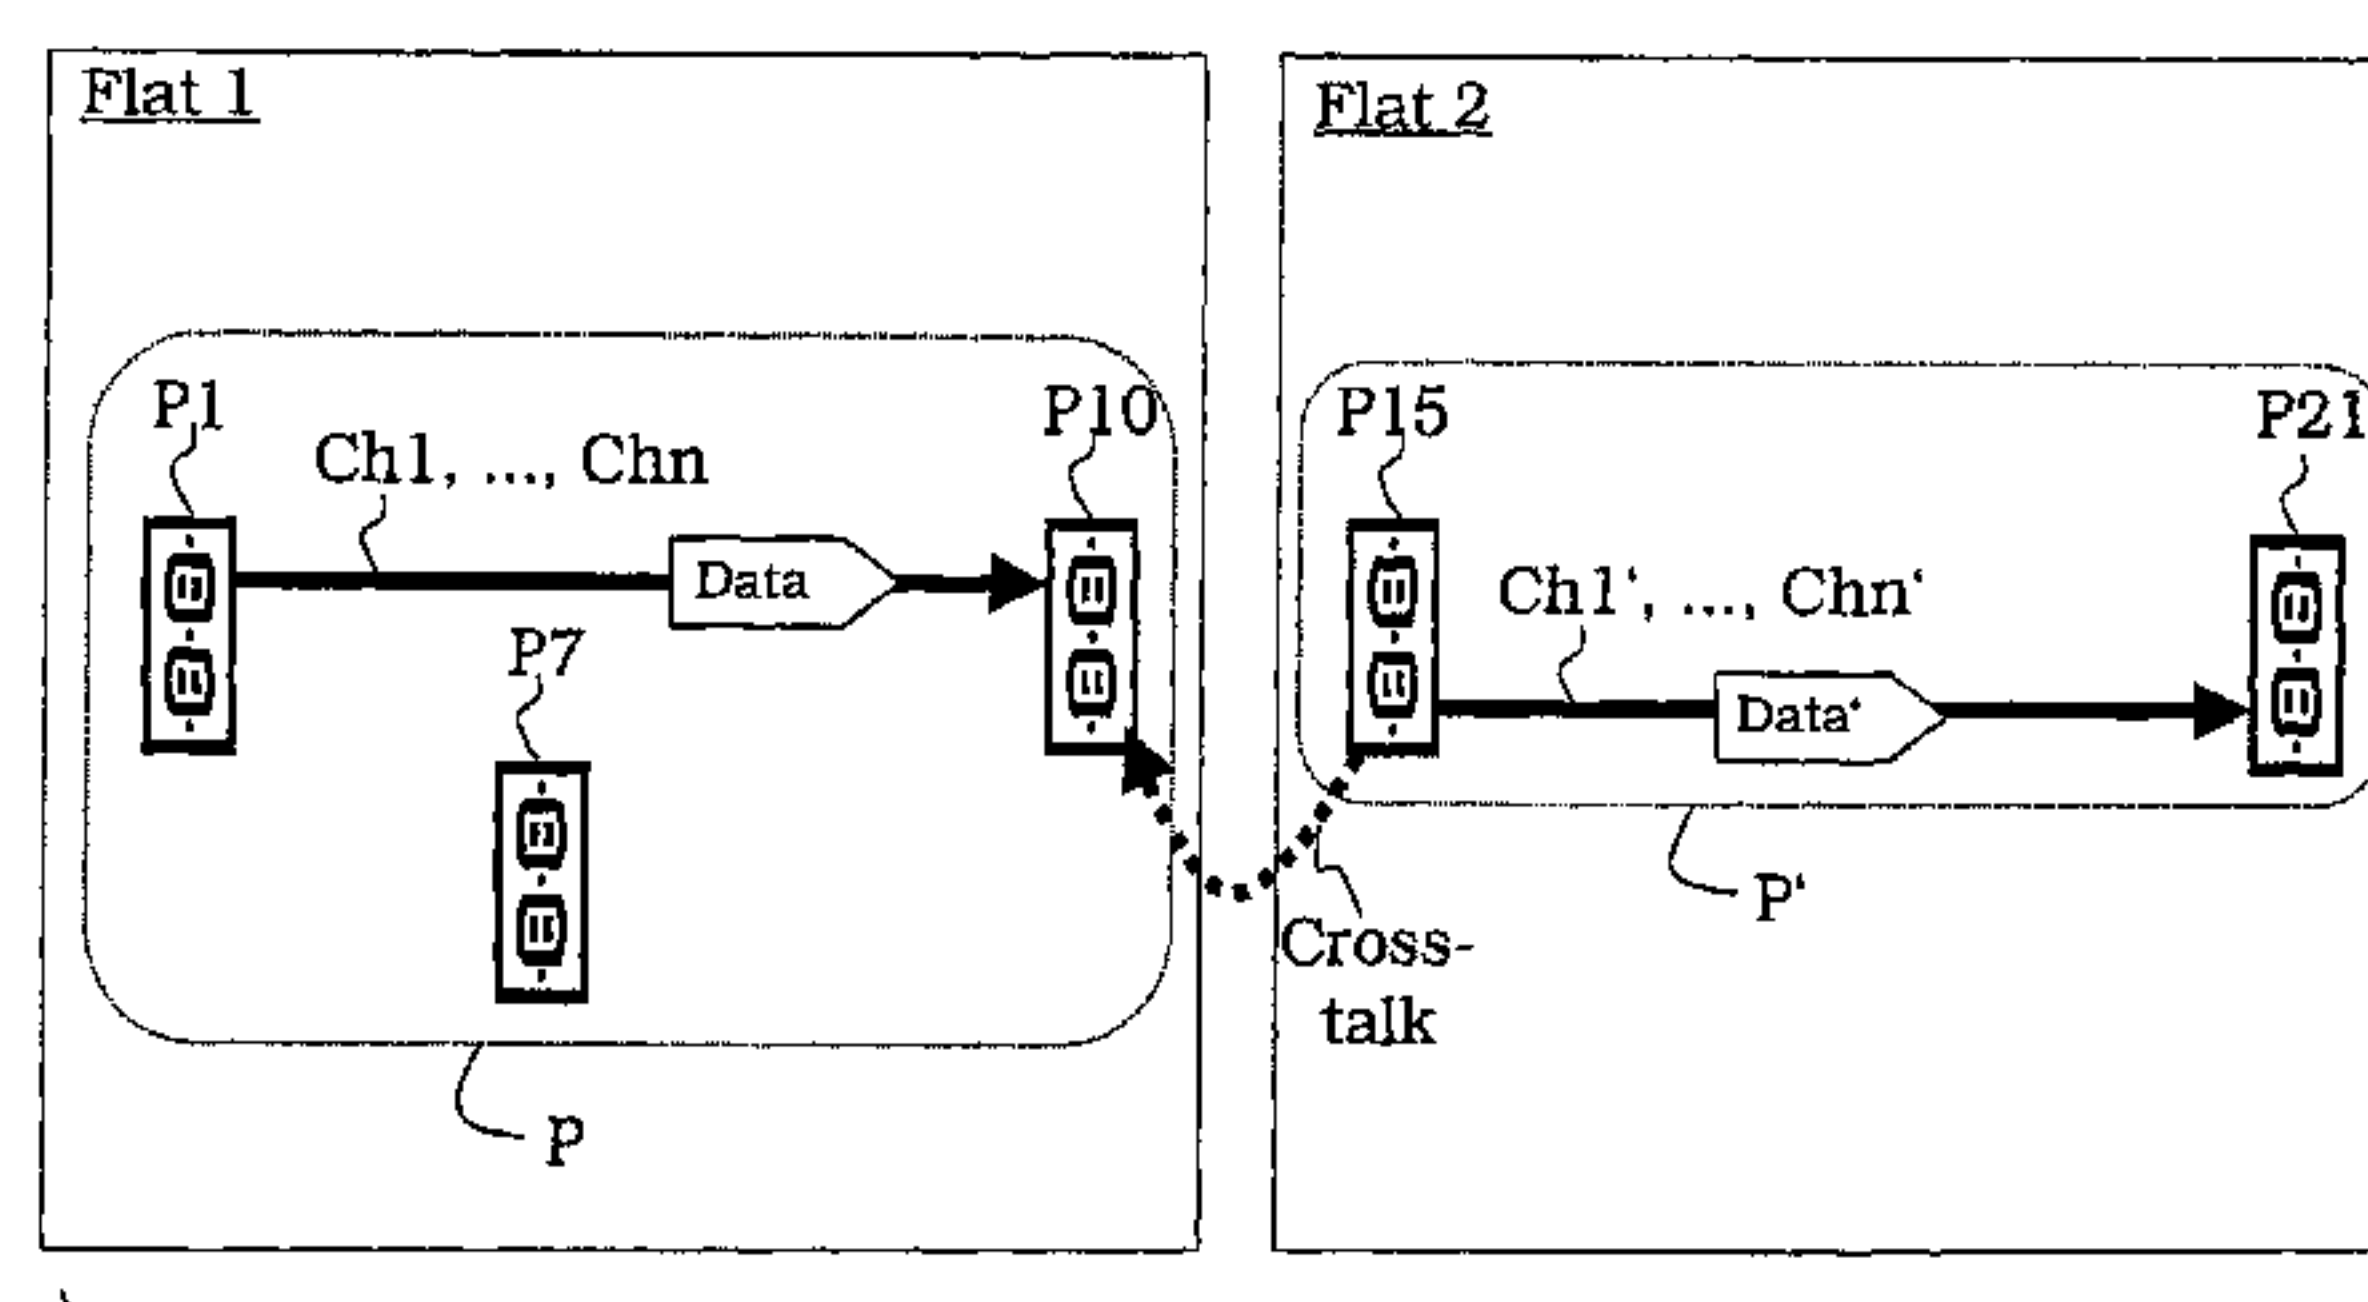 Flat 1
P1
Ch1, ..., Chn
P10
Data
P7
P
Flat 2
P15
P21
Ch1‘, ..., Chn‘
Data‘
P‘
Cross-
talk